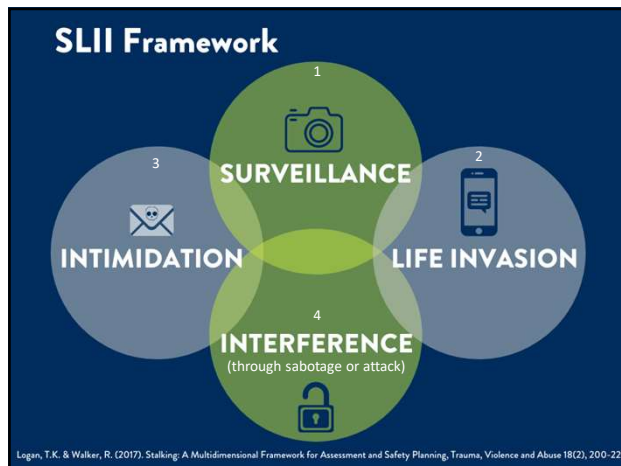 SLII Framework
1
SURVEILLANCE
2
LIFE INVASION
3
INTIMIDATION
4
INTERFERENCE
(through sabotage or attack)
Logan, T.K. & Walker, R. (2017). Stalking: A Multidimensional Framework for Assessment and Safety Planning, Trauma, Violence and Abuse 18(2), 200-22